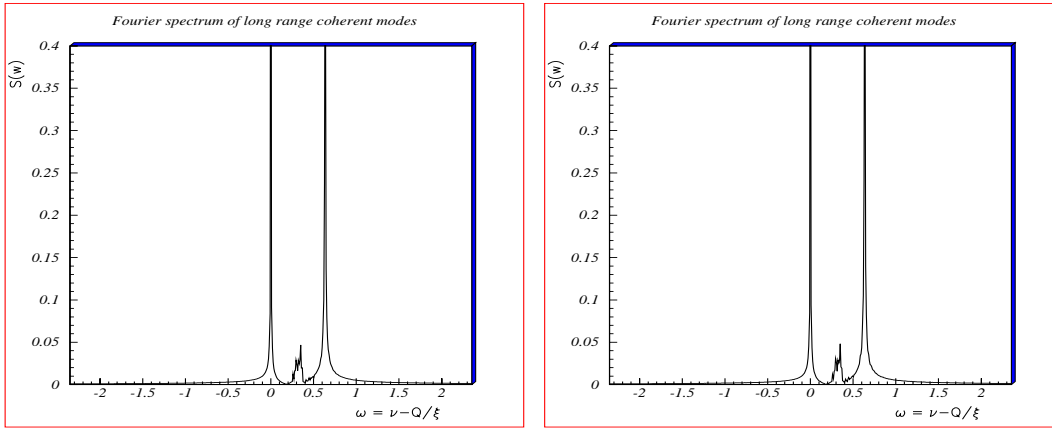 Fourier spectrum of long range coherent modes
S(w)
0.4
0.35
0.3
0.25
0.2
0.15
0.1
0.05
0
-2 -1.5 -1 -0.5 0 0.5 1 1.5 2
ω = ν−Q/ξ
Fourier spectrum of long range coherent modes
S(w)
0.4
0.35
0.3
0.25
0.2
0.15
0.1
0.05
0
-2 -1.5 -1 -0.5 0 0.5 1 1.5 2
ω = ν−Q/ξ